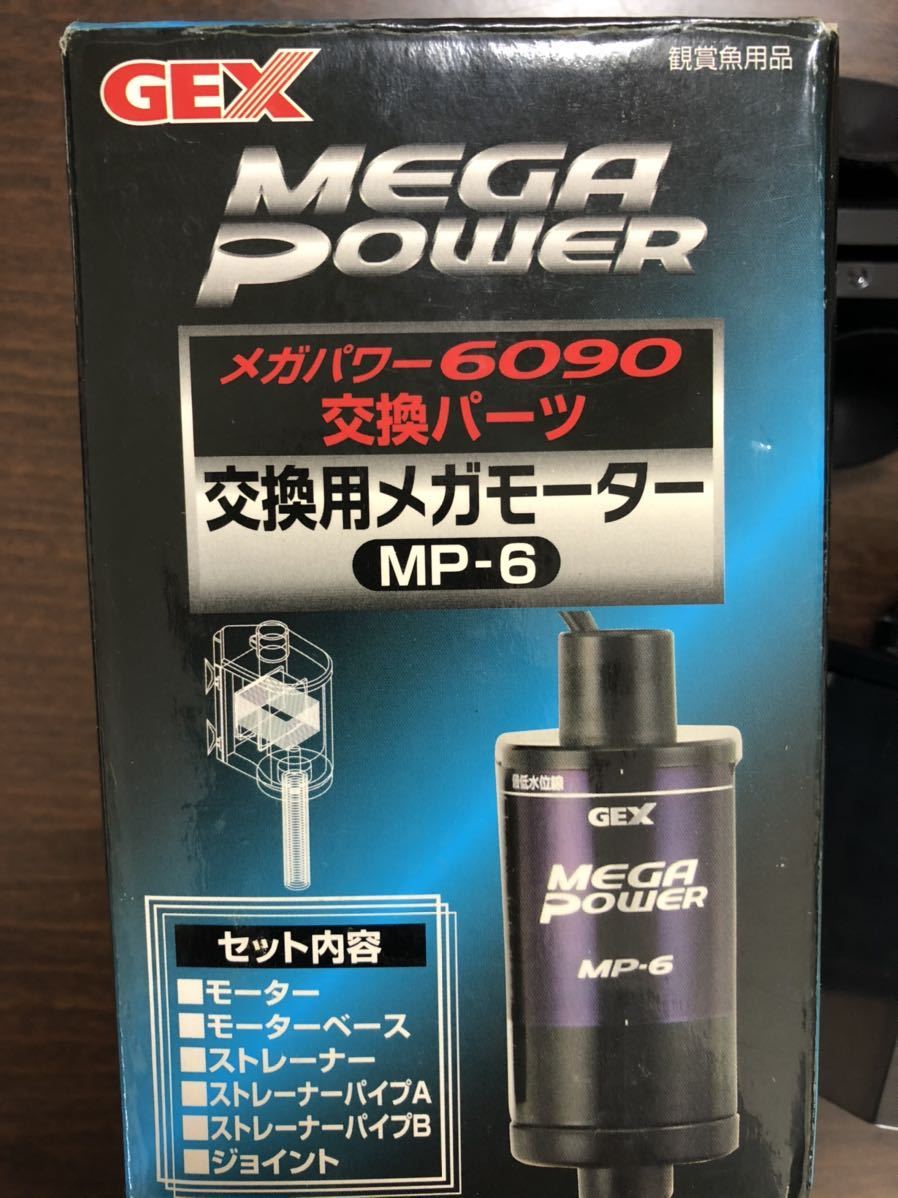 GEX
観賞魚用品
MEGA
POWER
メガパワー6090
交換パーツ
交換用メガモーター
MP-6
最低水位線
GEX
MEGA
POWER
MP-6
セット内容
■モーター
■モーターベース
■ストレーナー
■ストレーナーパイプA
■ストレーナーパイプB
■ジョイント